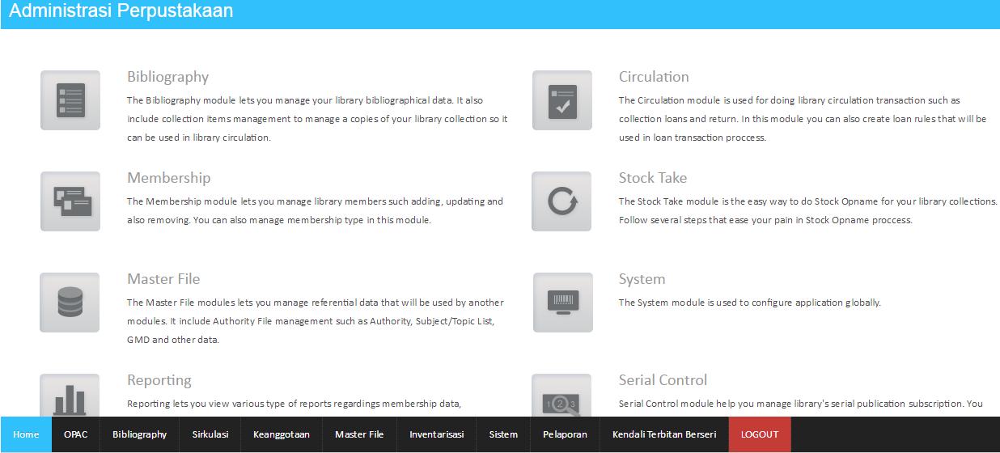 Administrasi Perpustakaan
Bibliography
The Bibliography module lets you manage your library bibliographical data. It also
include collection items management to manage a copies of your library collection so it
can be used in library circulation.
Circulation
The Circulation module is used for doing library circulation transaction such as
collection loans and return. In this module you can also create loan rules that will be
used in loan transaction proccess.
Membership
The Membership module lets you manage library members such adding, updating and
also removing. You can also manage membership type in this module.
Stock Take
The Stock Take module is the easy way to do Stock Opname for your library collections.
Follow several steps that ease your pain in Stock Opname proccess.
Master File
The Master File modules lets you manage referential data that will be used by another
modules. It include Authority File management such as Authority, Subject/Topic List,
GMD and other data.
System
The System module is used to configure application globally.
Reporting
Reporting lets you view various type of reports regardings membership data,
1 2 3
Serial Control
Serial Control module help you manage library's serial publication subscription. You
Home OPAC Bibliography Sirkulasi Keanggotaan Master File Inventarisasi Sistem Pelaporan Kendali Terbitan Berseri LOGOUT